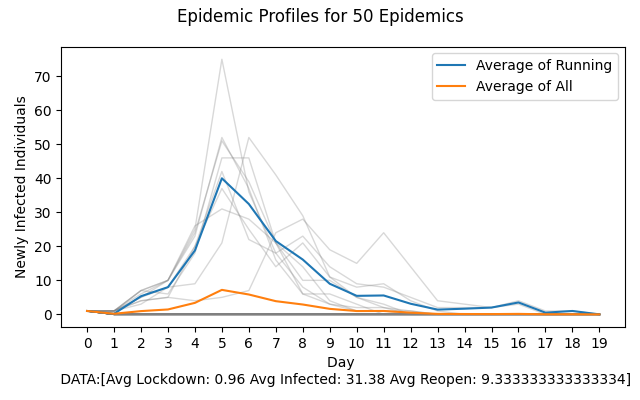 Epidemic Profiles for 50 Epidemics
Average of Running
Average of All
Newly Infected Individuals
70
60
50
40
30
20
10
0
0 1 2 3 4 5 6 7 8 9 10 11 12 13 14 15 16 17 18 19
Day
DATA:[Avg Lockdown: 0.96 Avg Infected: 31.38 Avg Reopen: 9.333333333333334]